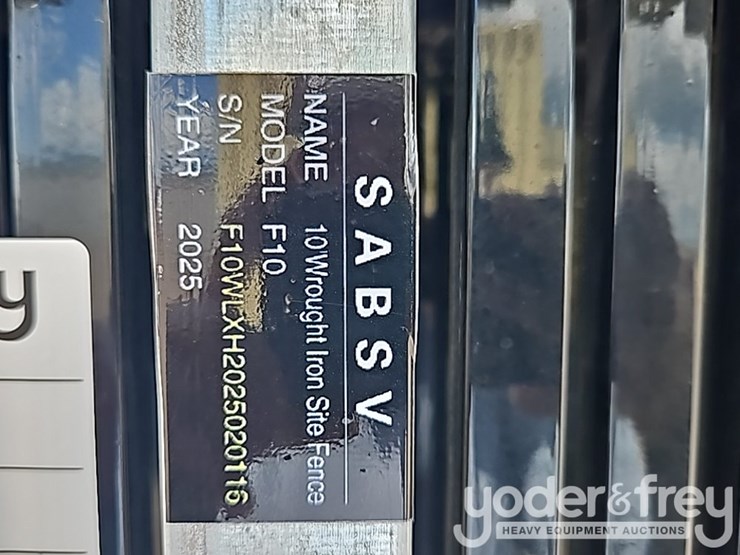 SABSV
NAME 10'Wrought Iron Site Fence
MODEL F10
S/N F10WLXH2025020116
YEAR 2025
y
yoder&frey
HEAVY EQUIPMENT AUCTIONS